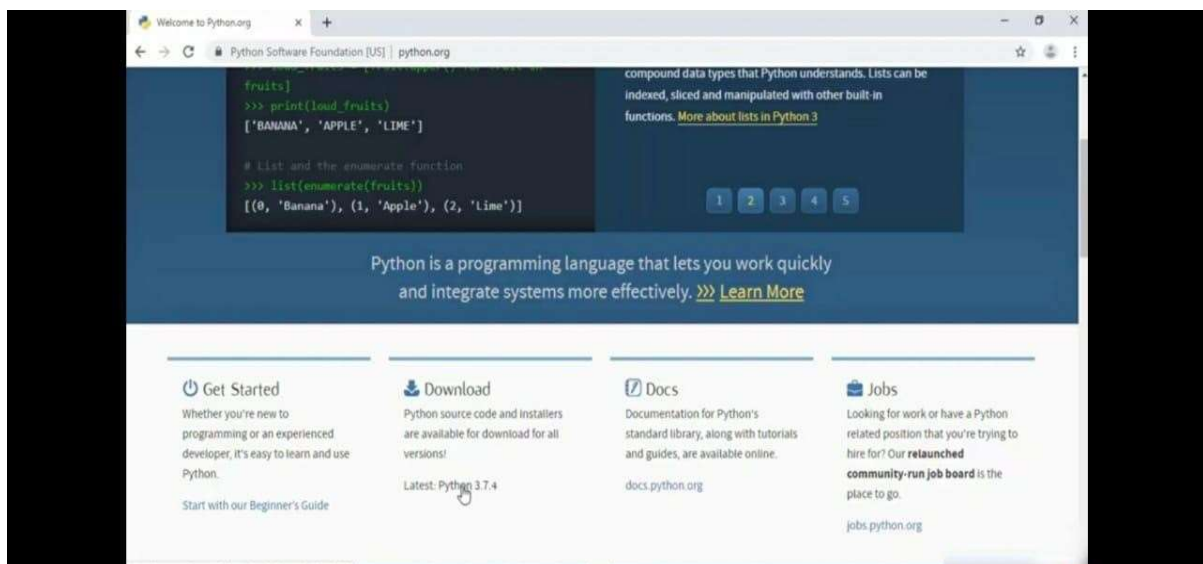 Welcome to Python.org
Python Software Foundation [US] | python.org
fruits]
>>> print(loud_fruits)
['BANANA', 'APPLE', 'LIME']
# List and the enumerate function
>>> list(enumerate(fruits))
[(0, 'Banana'), (1, 'Apple'), (2, 'Lime')]
compound data types that Python understands. Lists can be
indexed, sliced and manipulated with other built-in
functions. More about lists in Python 3
1 2 3 4 5
Python is a programming language that lets you work quickly
and integrate systems more effectively. >>> Learn More
Get Started
Whether you're new to
programming or an experienced
developer, it's easy to learn and use
Python.
Start with our Beginner's Guide
Download
Python source code and installers
are available for download for all
versions!
Latest: Python 3.7.4
Docs
Documentation for Python's
standard library, along with tutorials
and guides, are available online.
docs.python.org
Jobs
Looking for work or have a Python
related position that you're trying to
hire for? Our relaunched
community-run job board is the
place to go.
jobs.python.org